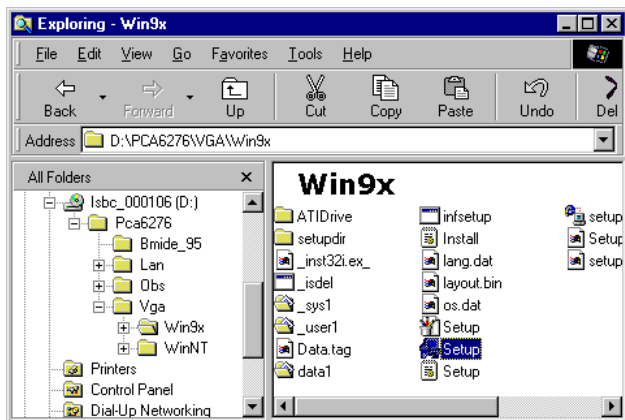 Exploring - Win9x
File Edit View Go Favorites Tools Help
Back Forward Up Cut Copy Paste Undo Del
Address D:\PCA6276\VGA\Win9x
All Folders
Isbc_000106 (D:)
Pca6276
Bmide_95
Lan
Obs
Vga
Win9x
WinNT
Printers
Control Panel
Dial-Up Networking
Win9x
ATIDrive infsetup setup
setupdir Install Setup
_inst32i.ex_ lang.dat setup
_isdel layout.bin
_sys1 os.dat
_user1 Setup
Data.tag Setup
data1 Setup